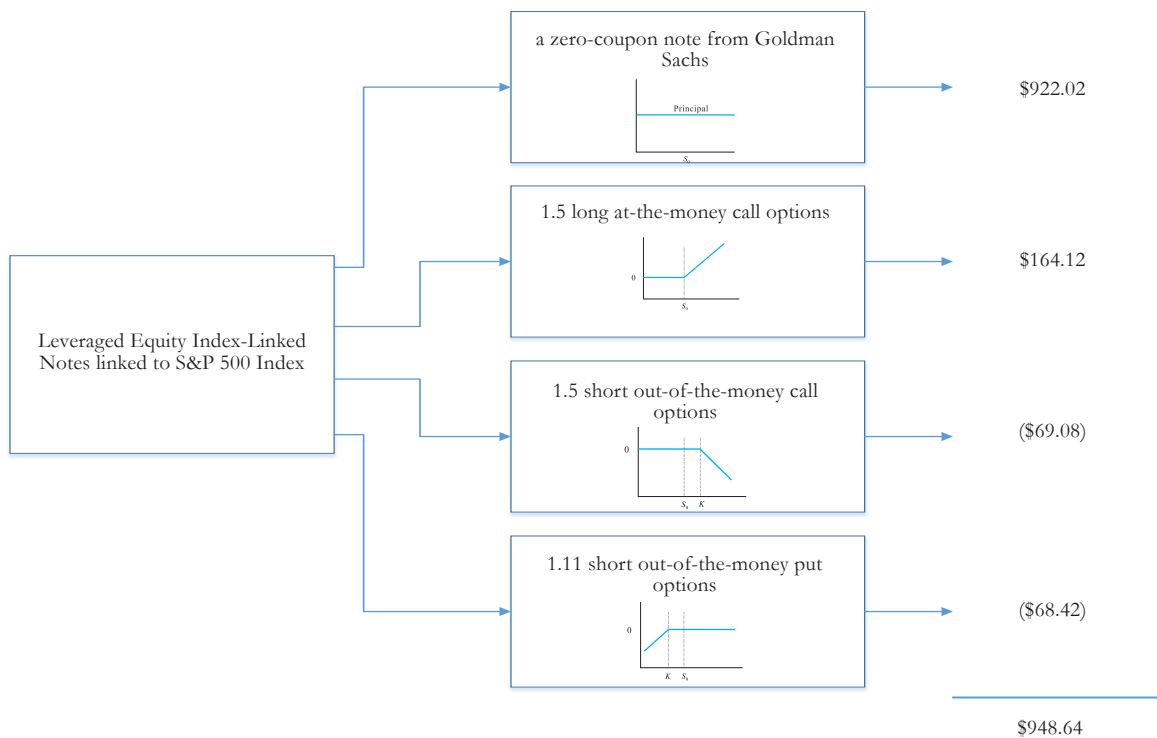 a zero-coupon note from Goldman
Sachs
Principal
S₀
$922.02
1.5 long at-the-money call options
0
S₀
$164.12
Leveraged Equity Index-Linked
Notes linked to S&P 500 Index
1.5 short out-of-the-money call
options
0
S₀ K
($69.08)
1.11 short out-of-the-money put
options
0
K S₀
($68.42)
$948.64